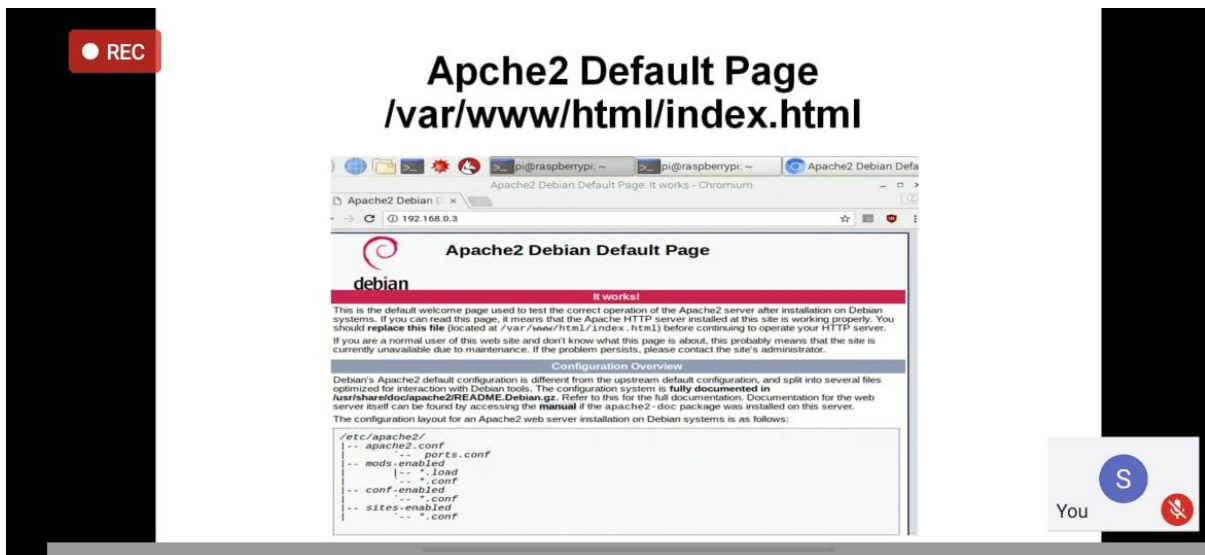 REC
Apche2 Default Page
/var/www/html/index.html
pi@raspberrypi: ~
pi@raspberrypi: ~
Apache2 Debian Defa
Apache2 Debian Default Page: It works - Chromium
Apache2 Debian
192.168.0.3
debian
Apache2 Debian Default Page
It works!
This is the default welcome page used to test the correct operation of the Apache2 server after installation on Debian
systems. If you can read this page, it means that the Apache HTTP server installed at this site is working properly. You
should replace this file (located at /var/www/html/index.html) before continuing to operate your HTTP server.
If you are a normal user of this web site and don't know what this page is about, this probably means that the site is
currently unavailable due to maintenance. If the problem persists, please contact the site's administrator.
Configuration Overview
Debian's Apache2 default configuration is different from the upstream default configuration, and split into several files
optimized for interaction with Debian tools. The configuration system is fully documented in
/usr/share/doc/apache2/README.Debian.gz. Refer to this for the full documentation. Documentation for the web
server itself can be found by accessing the manual if the apache2-doc package was installed on this server.
The configuration layout for an Apache2 web server installation on Debian systems is as follows:
/etc/apache2/
|-- apache2.conf
|       `--  ports.conf
|-- mods-enabled
|       |-- *.load
|       `-- *.conf
|-- conf-enabled
|       `-- *.conf
|-- sites-enabled
|       `-- *.conf
S
You